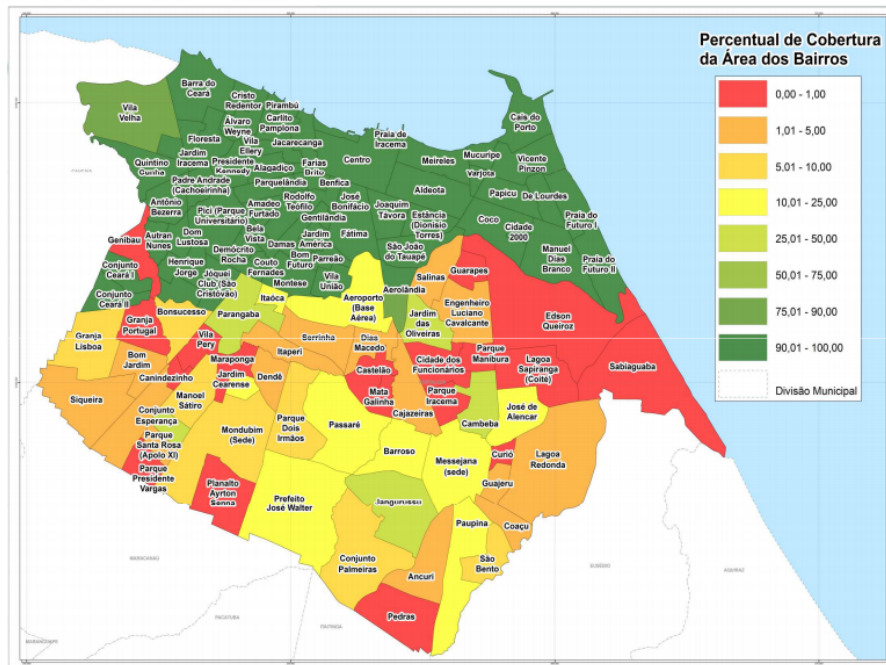 Percentual de Cobertura
da Área dos Bairros
0,00 - 1,00
1,01 - 5,00
5,01 - 10,00
10,01 - 25,00
25,01 - 50,00
50,01 - 75,00
75,01 - 90,00
90,01 - 100,00
Divisão Municipal
Vila
Velha
Barra do
Ceará
Cristo
Redentor
Pirambú
Carlito
Pamplona
Álvaro
Weyne
Vila
Ellery
Floresta
Jardim
Iracema
Jacarecanga
Quintino
Cunha
Presidente
Kennedy
Alagadiço
Farias
Brito
Centro
Praia de
Iracema
Meireles
Mucuripe
Varjota
Cais do
Porto
Vicente
Pinzon
Padre Andrade
(Cachoeirinha)
Parquelândia
Benfica
Aldeota
Papicu
De Lourdes
Antônio
Bezerra
Pici (Parque
Universitário)
Amadeo
Furtado
Rodolfo
Teófilo
José
Bonifácio
Gentilândia
Joaquim
Távora
Estância
(Dionísio
Torres)
Coco
Cidade
2000
Praia do
Futuro I
Genibau
Autran
Nunes
Dom
Lustosa
Bela
Vista
Damas
Jardim
América
Fátima
São João
do Tauapé
Manuel
Dias
Branco
Praia do
Futuro II
Conjunto
Ceará I
Henrique
Jorge
Demócrito
Rocha
Couto
Fernades
Bom
Futuro
Parreão
Jóquei
Club (São
Cristóvão)
Montese
Vila
União
Salinas
Guarapes
Conjunto
Ceará II
Itaóca
Aeroporto
(Base
Aérea)
Aerolândia
Engenheiro
Luciano
Cavalcante
Edson
Queiroz
Granja
Portugal
Bonsucesso
Parangaba
Jardim
das
Oliveiras
Granja
Lisboa
Vila
Pery
Serrinha
Dias
Macedo
Bom
Jardim
Maraponga
Itaperi
Cidade dos
Funcionários
Parque
Manibura
Lagoa
Sapiranga
(Coité)
Sabiaguaba
Canindezinho
Jardim
Cearense
Dendê
Castelão
Siqueira
Manoel
Sátiro
Mata
Galinha
Parque
Iracema
Conjunto
Esperança
Cajazeiras
Cambeba
José de
Alencar
Parque
Santa Rosa
(Apolo XI)
Mondubim
(Sede)
Parque
Dois
Irmãos
Passaré
Parque
Presidente
Vargas
Barroso
Messejana
(sede)
Curió
Lagoa
Redonda
Planalto
Ayrton
Senna
Guajeru
Prefeito
José Walter
Jangurussu
Paupina
Coaçu
Conjunto
Palmeiras
Ancuri
São
Bento
Pedras
MARACANAÚ
EUSÉBIO
AQUIRAZ
PACATUBA
ITAITINGA
MARANGUAPE